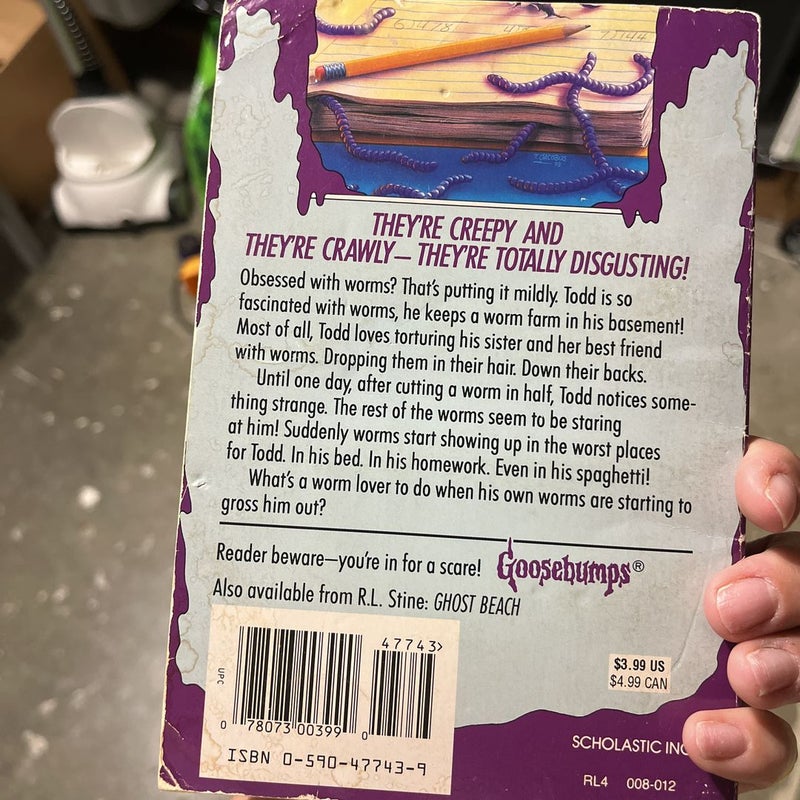 THEY'RE CREEPY AND
THEY'RE CRAWLY— THEY'RE TOTALLY DISGUSTING!
Obsessed with worms? That's putting it mildly. Todd is so
fascinated with worms, he keeps a worm farm in his basement!
Most of all, Todd loves torturing his sister and her best friend
with worms. Dropping them in their hair. Down their backs.
Until one day, after cutting a worm in half, Todd notices some-
thing strange. The rest of the worms seem to be staring
at him! Suddenly worms start showing up in the worst places
for Todd. In his bed. In his homework. Even in his spaghetti!
What's a worm lover to do when his own worms are starting to
gross him out?
Reader beware—you're in for a scare! Goosebumps®
Also available from R.L. Stine: GHOST BEACH
47743>
UPC
0 78073 00399 0
ISBN 0-590-47743-9
$3.99 US
$4.99 CAN
SCHOLASTIC INC
RL4 008-012